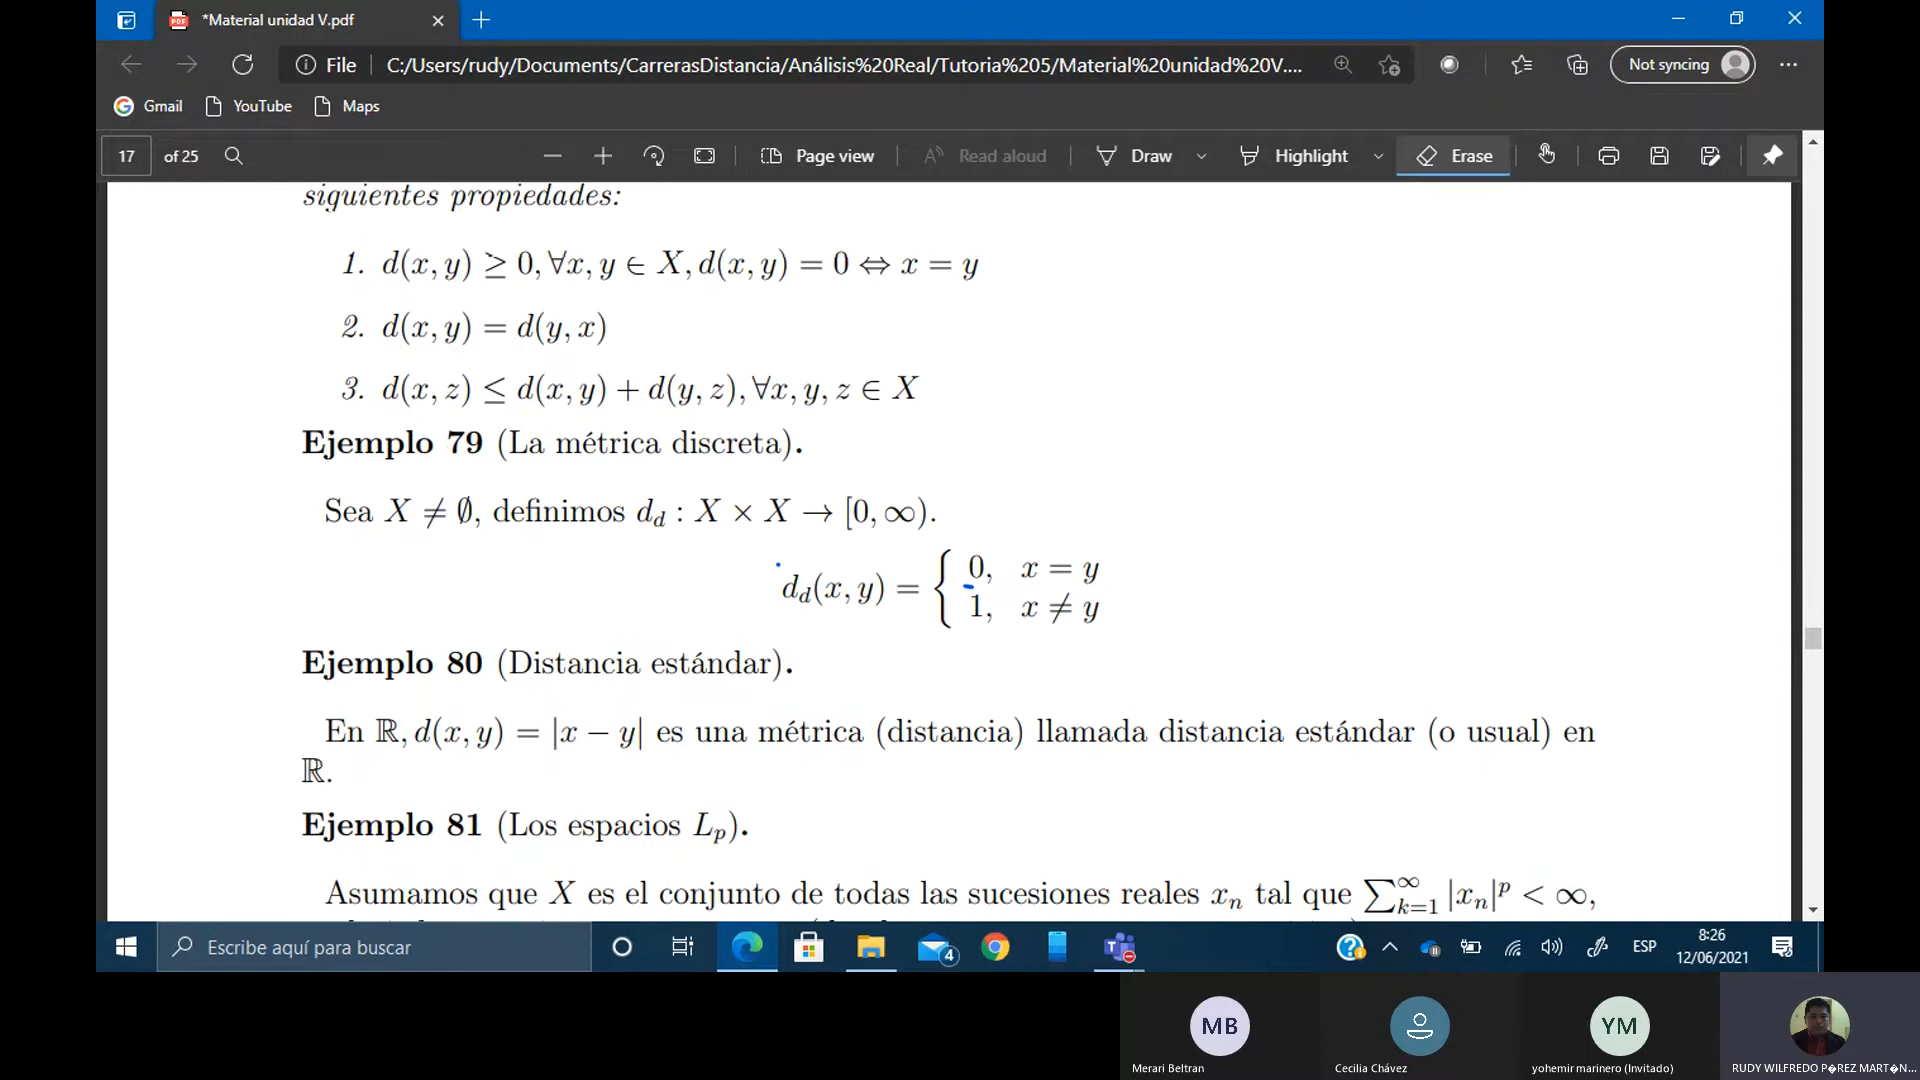 *Material unidad V.pdf
File C:/Users/rudy/Documents/CarrerasDistancia/Análisis%20Real/Tutoria%205/Material%20unidad%20V.... Not syncing
Gmail YouTube Maps
17 of 25 Page view Read aloud Draw Highlight Erase
siguientes propiedades:
1. d(x, y) ≥ 0, ∀x, y ∈ X, d(x, y) = 0 ⇔ x = y
2. d(x, y) = d(y, x)
3. d(x, z) ≤ d(x, y) + d(y, z), ∀x, y, z ∈ X
Ejemplo 79 (La métrica discreta).
Sea X ≠ ∅, definimos d_d : X × X → [0, ∞).
d_d(x, y) = { 0, x = y
1, x ≠ y
Ejemplo 80 (Distancia estándar).
En ℝ, d(x, y) = |x − y| es una métrica (distancia) llamada distancia estándar (o usual) en
ℝ.
Ejemplo 81 (Los espacios L_p).
Asumamos que X es el conjunto de todas las sucesiones reales x_n tal que ∑_{k=1}^{∞} |x_n|^p < ∞,
Escribe aquí para buscar 4 ESP 8:26
12/06/2021
MB YM
Merari Beltran Cecilia Chávez yohemir marinero (Invitado) RUDY WILFREDO P�REZ MART�N...